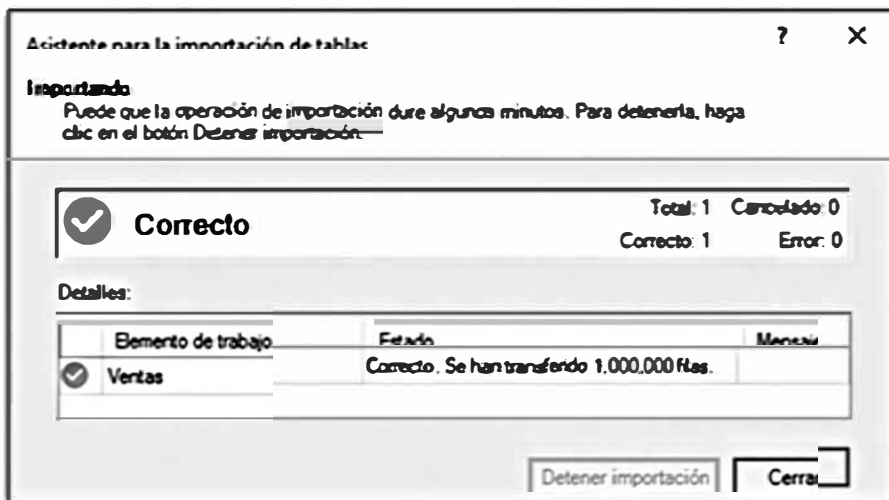 Asistente para la importación de tablas ? ×
Importando
Puede que la operación de importación dure algunos minutos. Para detenerla, haga
clic en el botón Detener importación.
Correcto
Total: 1 Cancelado: 0
Correcto: 1 Error: 0
Detalles:
Elemento de trabajo Estado Mensaje
Ventas Correcto. Se han transferido 1,000,000 filas.
Detener importación Cerrar